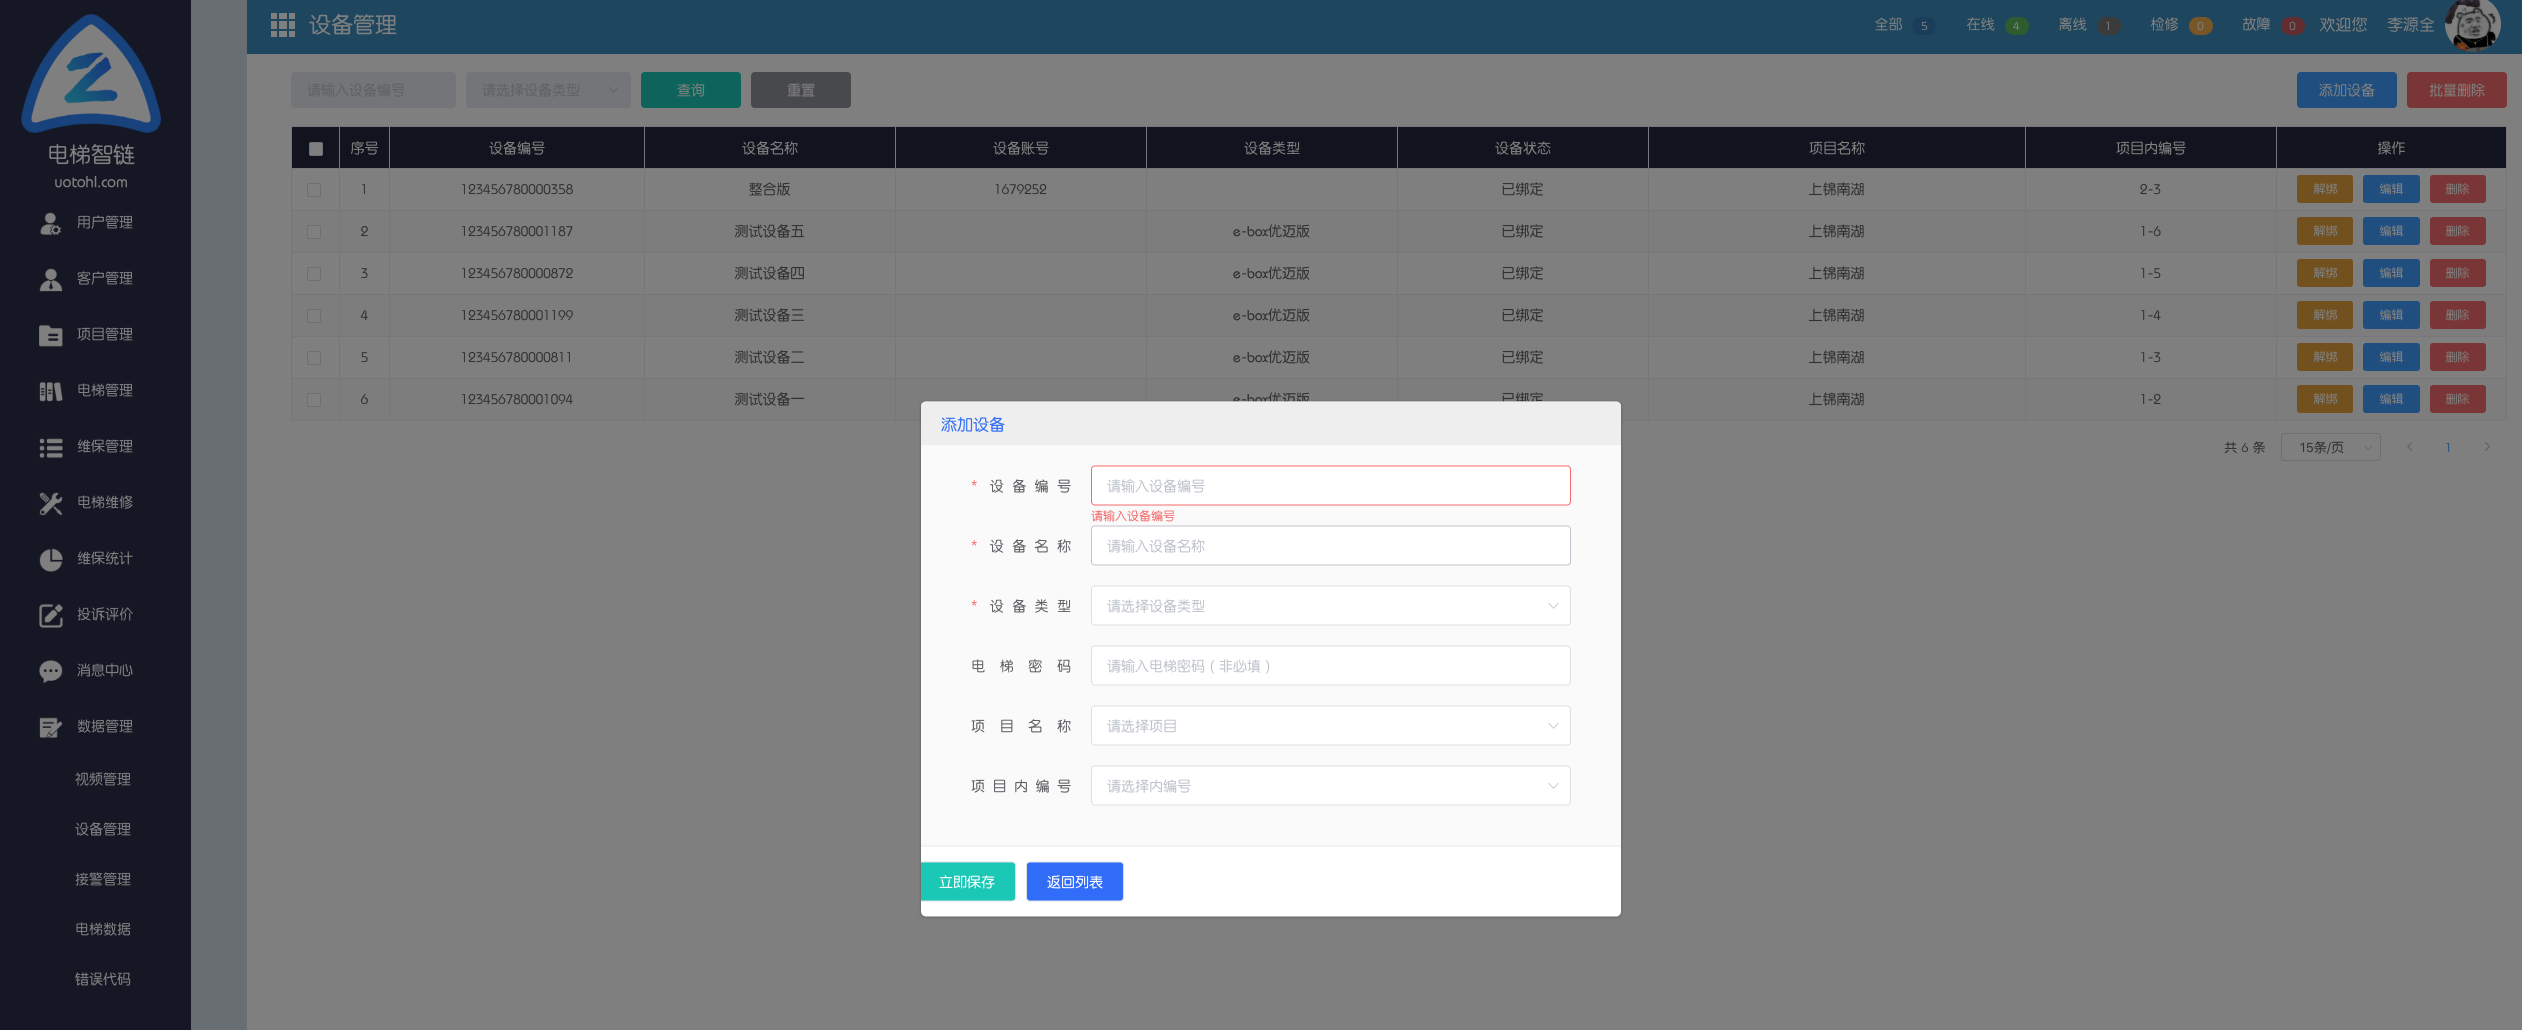 设备管理
全部 5 在线 4 离线 1 检修 0 故障 0 欢迎您 李源全
电梯智链
uotohl.com
用户管理
客户管理
项目管理
电梯管理
维保管理
电梯维修
维保统计
投诉评价
消息中心
数据管理
视频管理
设备管理
接警管理
电梯数据
错误代码
请输入设备编号 请选择设备类型 查询 重置 添加设备 批量删除
序号 设备编号 设备名称 设备账号 设备类型 设备状态 项目名称 项目内编号 操作
1 123456780000358 整合版 1679252 已绑定 上锦南湖 2-3 解绑 编辑 删除
2 123456780001187 测试设备五 e-box优迈版 已绑定 上锦南湖 1-6 解绑 编辑 删除
3 123456780000872 测试设备四 e-box优迈版 已绑定 上锦南湖 1-5 解绑 编辑 删除
4 123456780001199 测试设备三 e-box优迈版 已绑定 上锦南湖 1-4 解绑 编辑 删除
5 123456780000811 测试设备二 e-box优迈版 已绑定 上锦南湖 1-3 解绑 编辑 删除
6 123456780001094 测试设备一 e-box优迈版 已绑定 上锦南湖 1-2 解绑 编辑 删除
共 6 条 15条/页 1
添加设备
* 设备编号 请输入设备编号
请输入设备编号
* 设备名称 请输入设备名称
* 设备类型 请选择设备类型
电梯密码 请输入电梯密码（非必填）
项目名称 请选择项目
项目内编号 请选择内编号
立即保存 返回列表